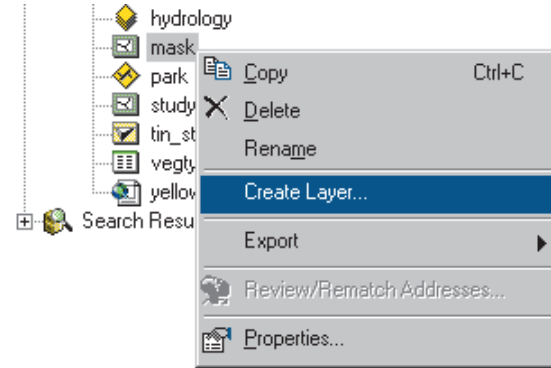 hydrology
mask
park
study
tin_st
vegty
yellov
Search Resu
Copy Ctrl+C
Delete
Rename
Create Layer...
Export
Review/Rematch Addresses...
Properties...